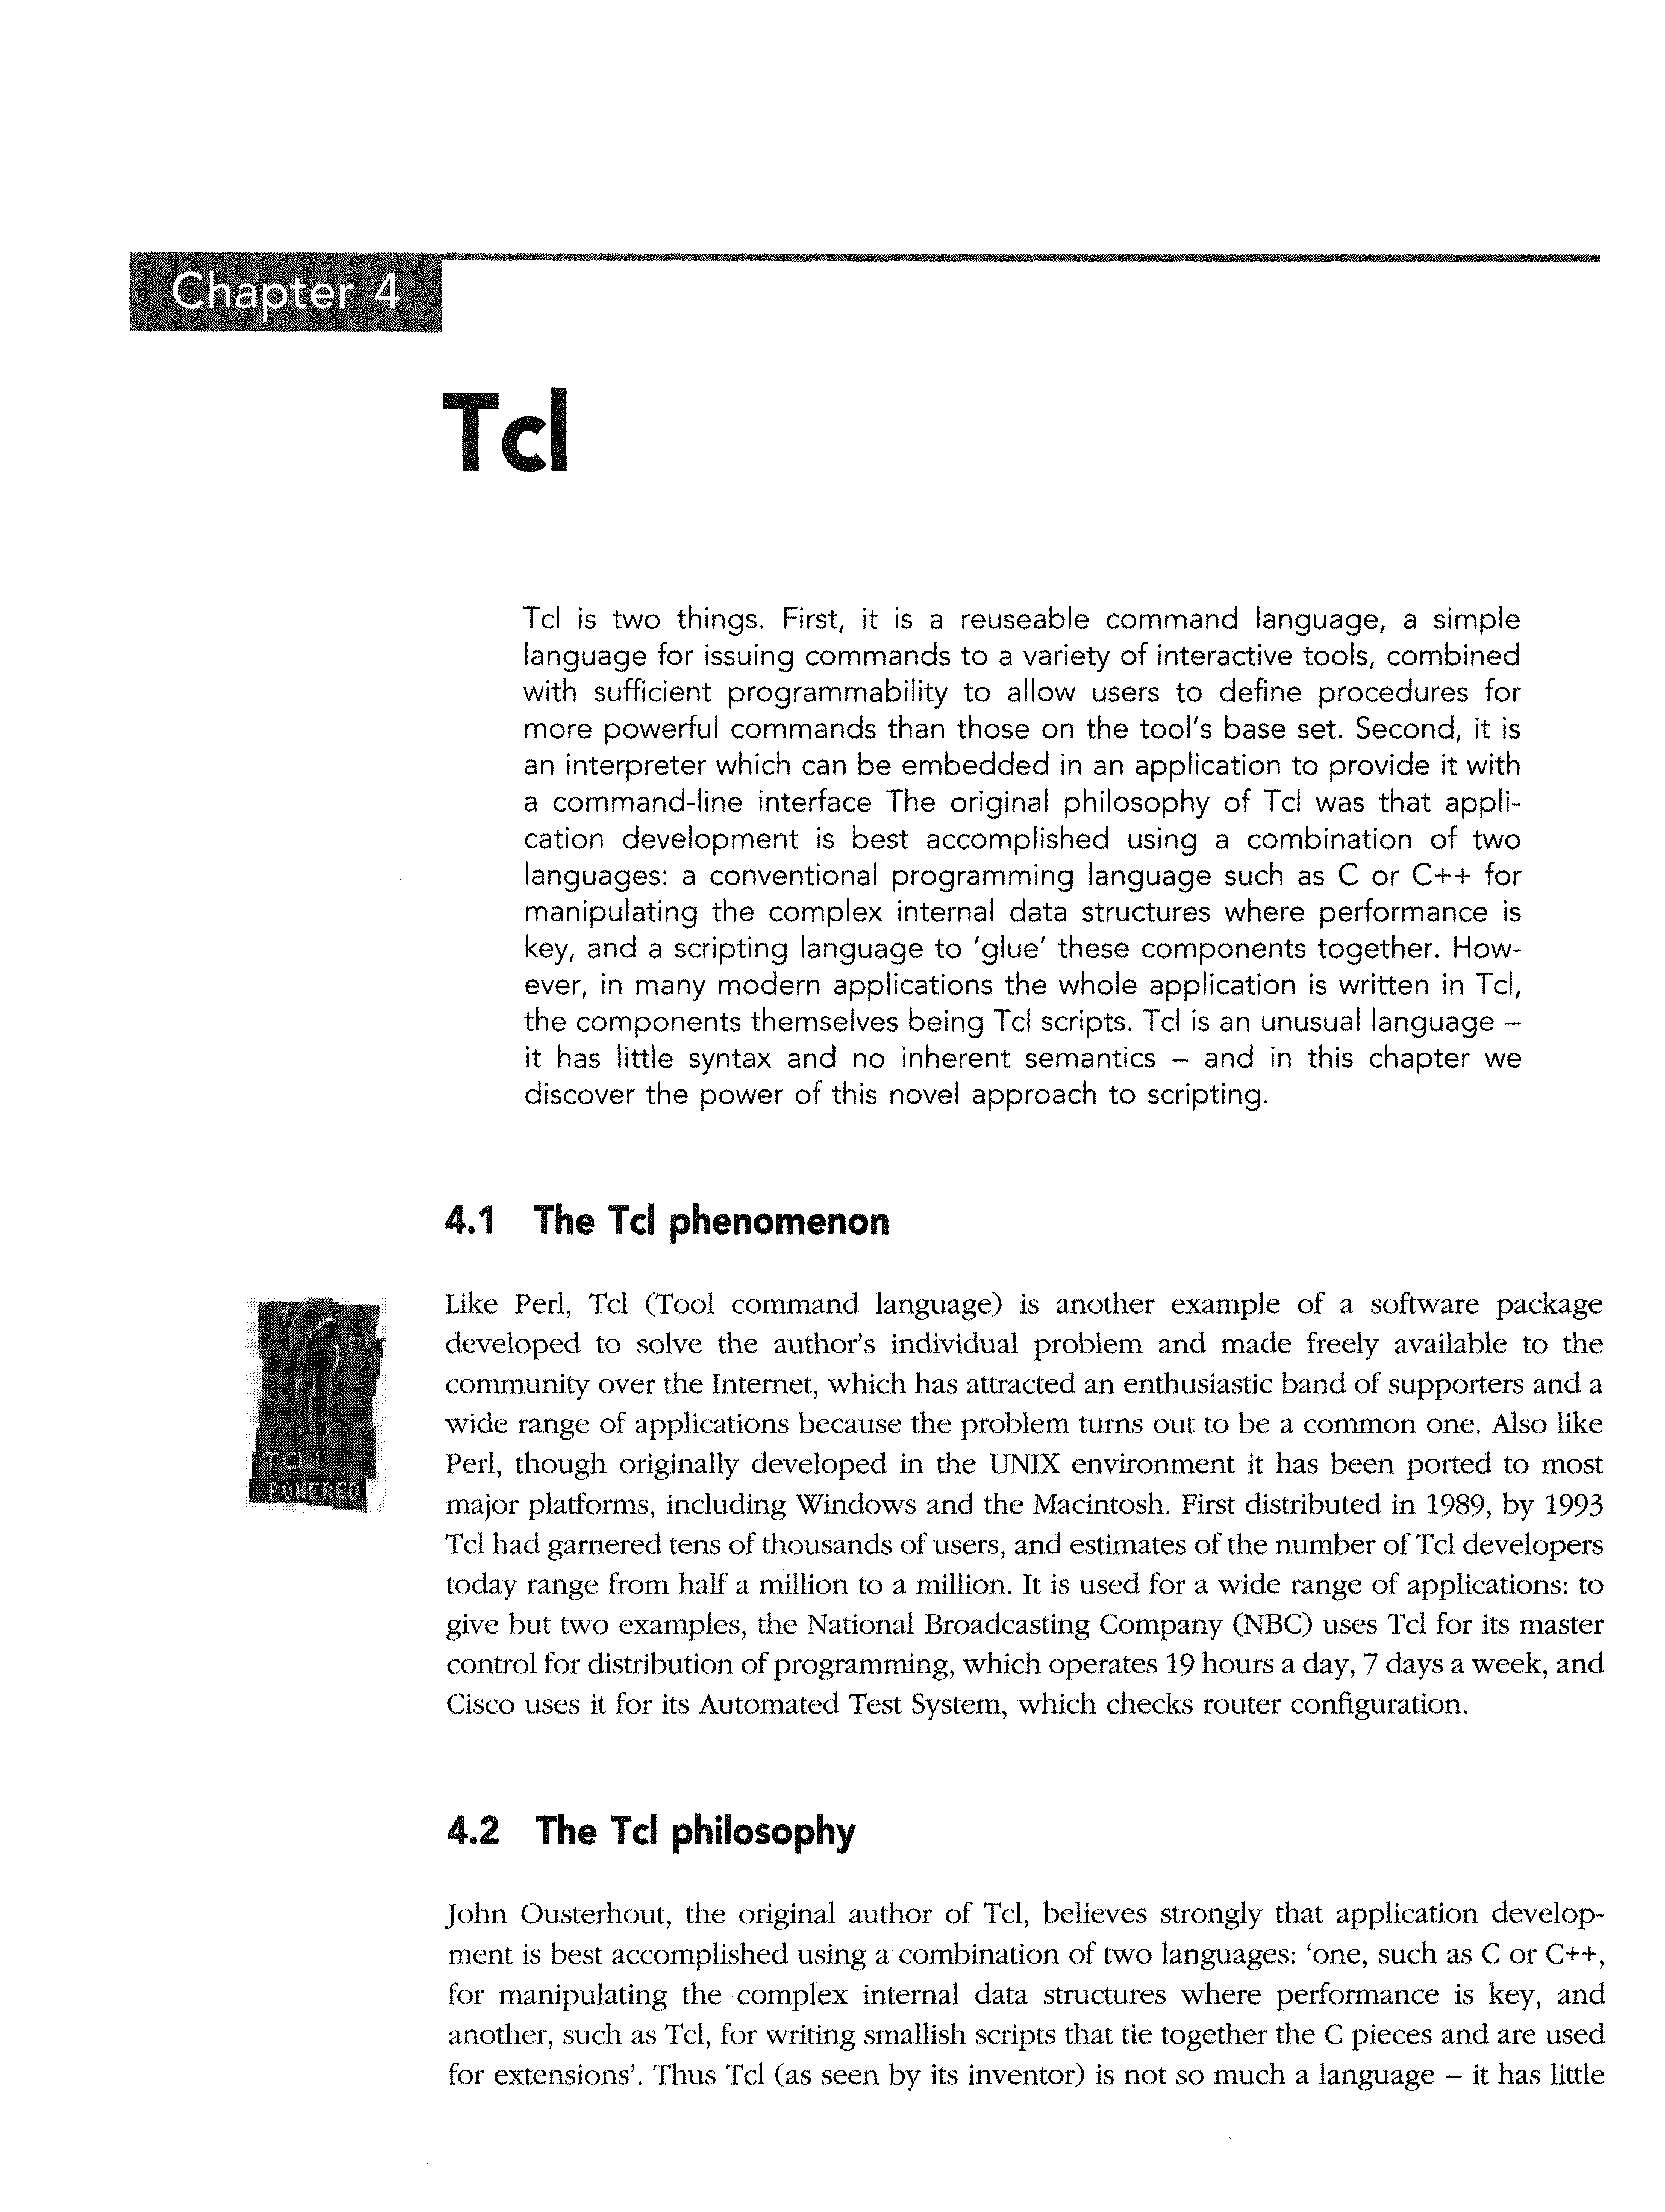 Chapter 4
Tcl
Tcl is two things. First, it is a reuseable command language, a simple
language for issuing commands to a variety of interactive tools, combined
with sufficient programmability to allow users to define procedures for
more powerful commands than those on the tool's base set. Second, it is
an interpreter which can be embedded in an application to provide it with
a command-line interface The original philosophy of Tcl was that appli-
cation development is best accomplished using a combination of two
languages: a conventional programming language such as C or C++ for
manipulating the complex internal data structures where performance is
key, and a scripting language to 'glue' these components together. How-
ever, in many modern applications the whole application is written in Tcl,
the components themselves being Tcl scripts. Tcl is an unusual language –
it has little syntax and no inherent semantics – and in this chapter we
discover the power of this novel approach to scripting.
4.1 The Tcl phenomenon
Like Perl, Tcl (Tool command language) is another example of a software package
developed to solve the author's individual problem and made freely available to the
community over the Internet, which has attracted an enthusiastic band of supporters and a
wide range of applications because the problem turns out to be a common one. Also like
Perl, though originally developed in the UNIX environment it has been ported to most
major platforms, including Windows and the Macintosh. First distributed in 1989, by 1993
Tcl had garnered tens of thousands of users, and estimates of the number of Tcl developers
today range from half a million to a million. It is used for a wide range of applications: to
give but two examples, the National Broadcasting Company (NBC) uses Tcl for its master
control for distribution of programming, which operates 19 hours a day, 7 days a week, and
Cisco uses it for its Automated Test System, which checks router configuration.
TCL
POWERED
4.2 The Tcl philosophy
John Ousterhout, the original author of Tcl, believes strongly that application develop-
ment is best accomplished using a combination of two languages: 'one, such as C or C++,
for manipulating the complex internal data structures where performance is key, and
another, such as Tcl, for writing smallish scripts that tie together the C pieces and are used
for extensions'. Thus Tcl (as seen by its inventor) is not so much a language – it has little